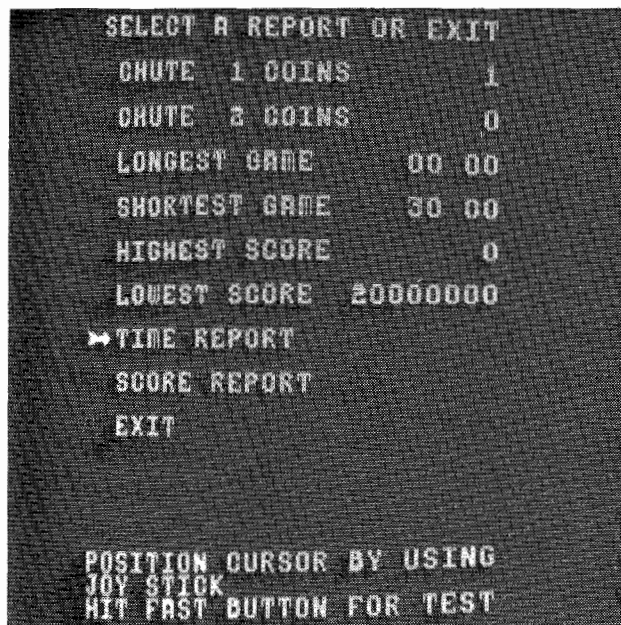 SELECT A REPORT OR EXIT
CHUTE 1 COINS 1
CHUTE 2 COINS 0
LONGEST GAME 00 00
SHORTEST GAME 30 00
HIGHEST SCORE 0
LOWEST SCORE 20000000
TIME REPORT
SCORE REPORT
EXIT
POSITION CURSOR BY USING
JOY STICK
HIT FAST BUTTON FOR TEST